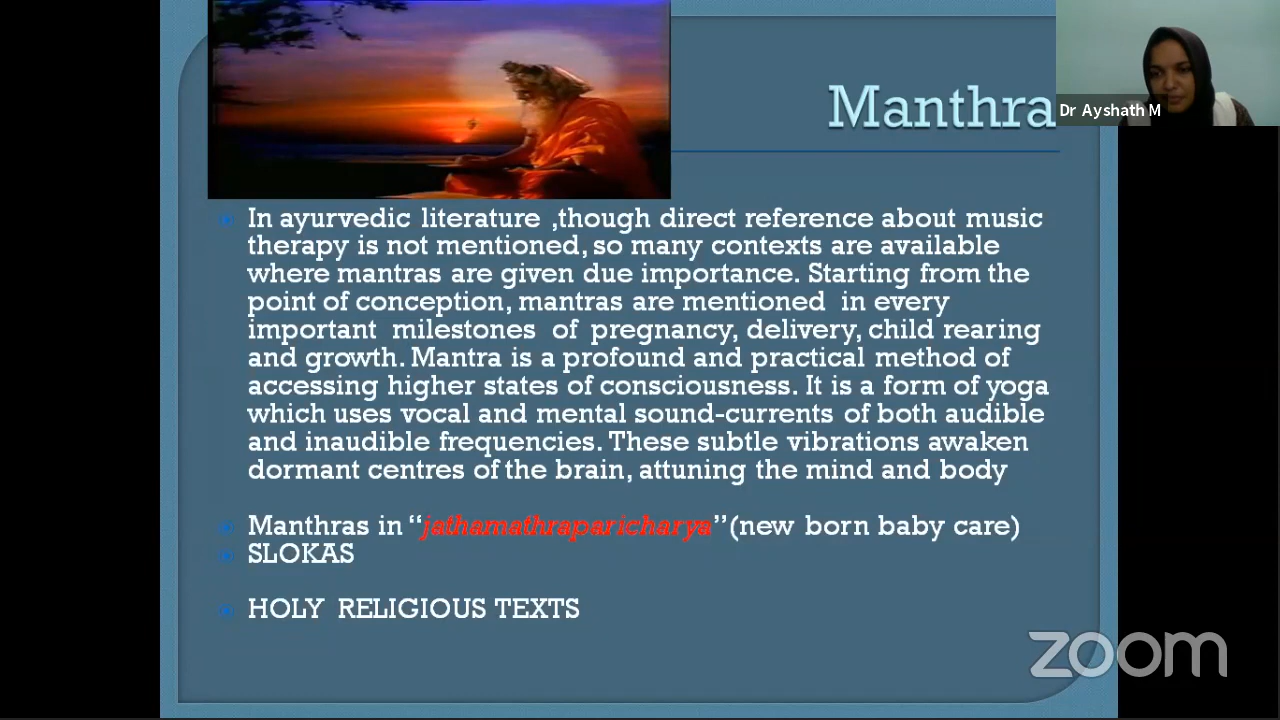 Manthra
Dr Ayshath M
In ayurvedic literature ,though direct reference about music
therapy is not mentioned, so many contexts are available
where mantras are given due importance. Starting from the
point of conception, mantras are mentioned in every
important milestones of pregnancy, delivery, child rearing
and growth. Mantra is a profound and practical method of
accessing higher states of consciousness. It is a form of yoga
which uses vocal and mental sound-currents of both audible
and inaudible frequencies. These subtle vibrations awaken
dormant centres of the brain, attuning the mind and body
Manthras in “jathamathraparicharya”(new born baby care)
SLOKAS
HOLY RELIGIOUS TEXTS
zoom